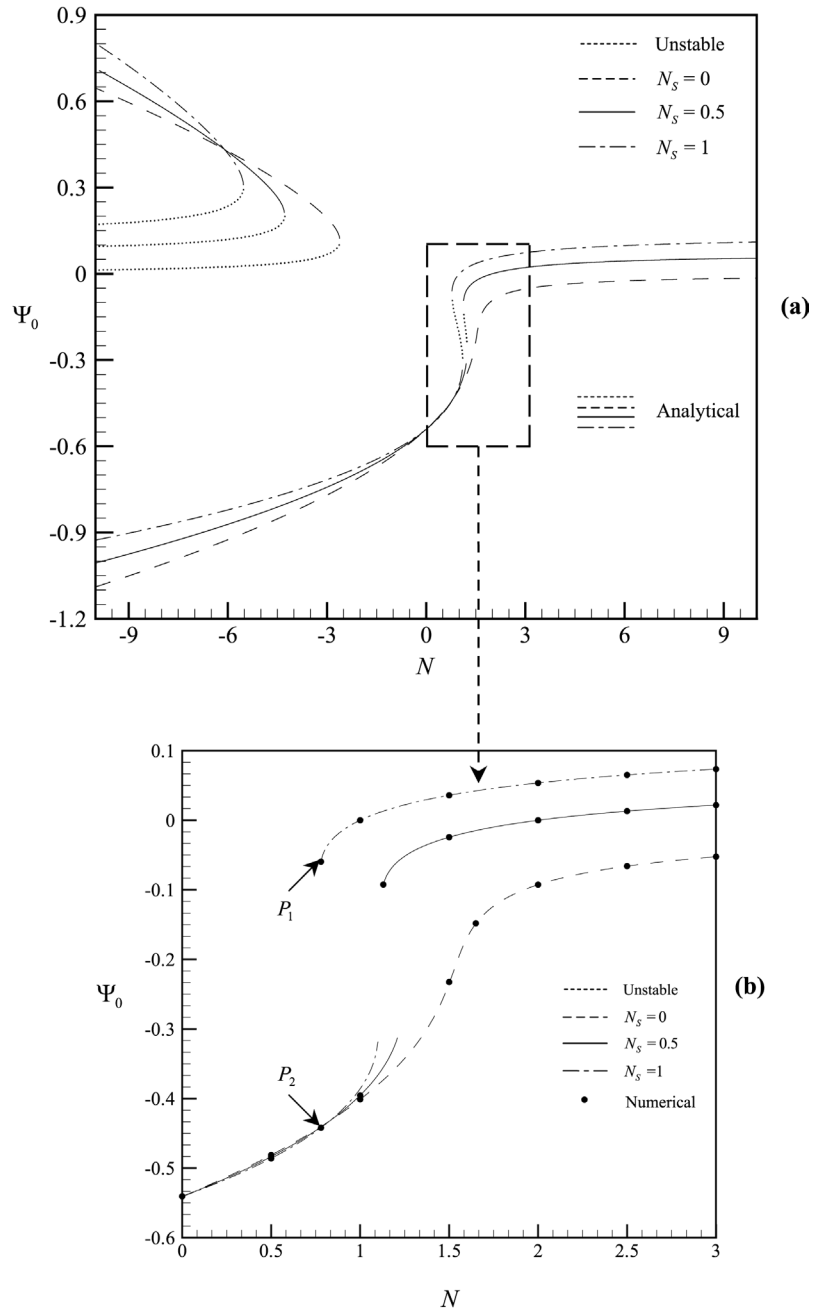 0.9
0.6
0.3
0
-0.3
-0.6
-0.9
-1.2
Ψ0
-9 -6 -3 0 3 6 9
N
Unstable
NS = 0
NS = 0.5
NS = 1
Analytical
(a)
0.1
0
-0.1
-0.2
-0.3
-0.4
-0.5
-0.6
Ψ0
P1
P2
Unstable
NS = 0
NS = 0.5
NS =1
Numerical
(b)
0 0.5 1 1.5 2 2.5 3
N